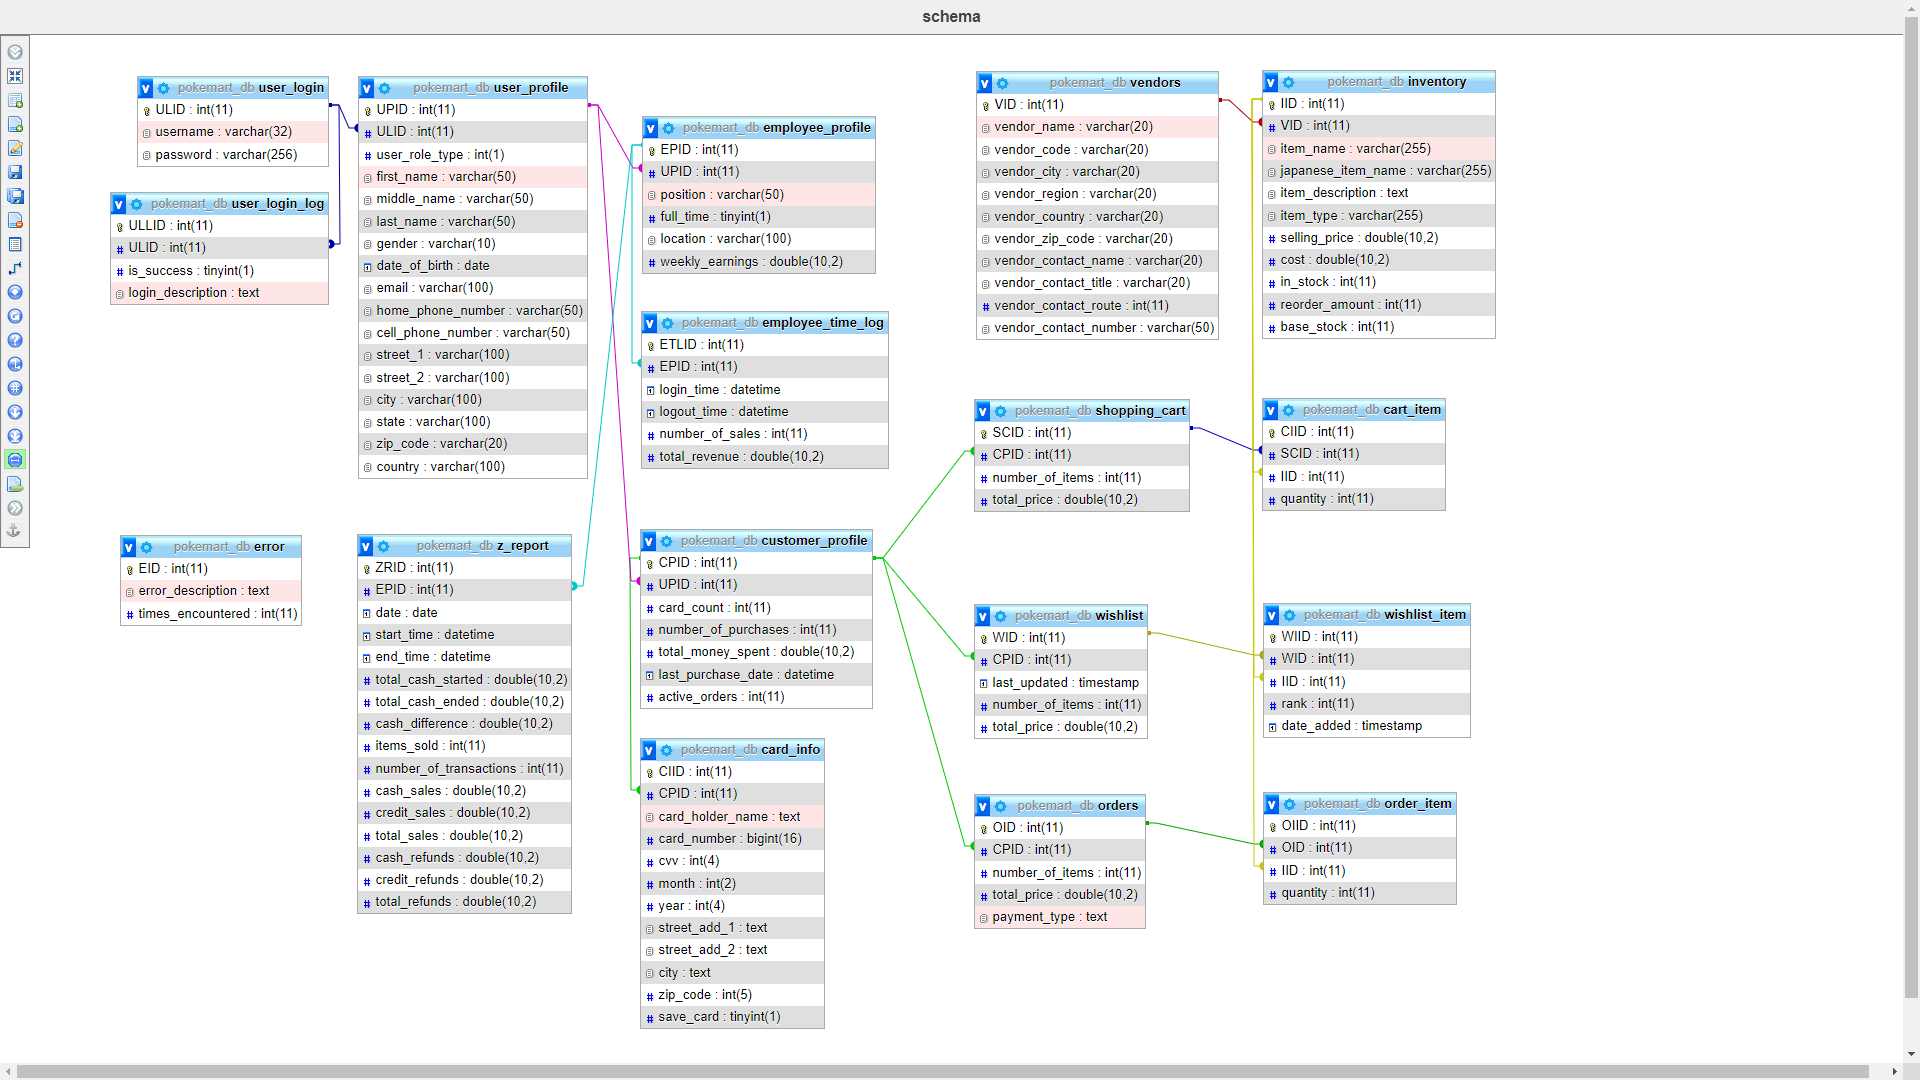 schema
pokemart_db user_login
ULID : int(11)
username : varchar(32)
password : varchar(256)
pokemart_db user_login_log
ULLID : int(11)
ULID : int(11)
is_success : tinyint(1)
login_description : text
pokemart_db user_profile
UPID : int(11)
ULID : int(11)
user_role_type : int(1)
first_name : varchar(50)
middle_name : varchar(50)
last_name : varchar(50)
gender : varchar(10)
date_of_birth : date
email : varchar(100)
home_phone_number : varchar(50)
cell_phone_number : varchar(50)
street_1 : varchar(100)
street_2 : varchar(100)
city : varchar(100)
state : varchar(100)
zip_code : varchar(20)
country : varchar(100)
pokemart_db employee_profile
EPID : int(11)
UPID : int(11)
position : varchar(50)
full_time : tinyint(1)
location : varchar(100)
weekly_earnings : double(10,2)
pokemart_db employee_time_log
ETLID : int(11)
EPID : int(11)
login_time : datetime
logout_time : datetime
number_of_sales : int(11)
total_revenue : double(10,2)
pokemart_db vendors
VID : int(11)
vendor_name : varchar(20)
vendor_code : varchar(20)
vendor_city : varchar(20)
vendor_region : varchar(20)
vendor_country : varchar(20)
vendor_zip_code : varchar(20)
vendor_contact_name : varchar(20)
vendor_contact_title : varchar(20)
vendor_contact_route : int(11)
vendor_contact_number : varchar(50)
pokemart_db inventory
IID : int(11)
VID : int(11)
item_name : varchar(255)
japanese_item_name : varchar(255)
item_description : text
item_type : varchar(255)
selling_price : double(10,2)
cost : double(10,2)
in_stock : int(11)
reorder_amount : int(11)
base_stock : int(11)
pokemart_db shopping_cart
SCID : int(11)
CPID : int(11)
number_of_items : int(11)
total_price : double(10,2)
pokemart_db cart_item
CIID : int(11)
SCID : int(11)
IID : int(11)
quantity : int(11)
pokemart_db error
EID : int(11)
error_description : text
times_encountered : int(11)
pokemart_db z_report
ZRID : int(11)
EPID : int(11)
date : date
start_time : datetime
end_time : datetime
total_cash_started : double(10,2)
total_cash_ended : double(10,2)
cash_difference : double(10,2)
items_sold : int(11)
number_of_transactions : int(11)
cash_sales : double(10,2)
credit_sales : double(10,2)
total_sales : double(10,2)
cash_refunds : double(10,2)
credit_refunds : double(10,2)
total_refunds : double(10,2)
pokemart_db customer_profile
CPID : int(11)
UPID : int(11)
card_count : int(11)
number_of_purchases : int(11)
total_money_spent : double(10,2)
last_purchase_date : datetime
active_orders : int(11)
pokemart_db card_info
CIID : int(11)
CPID : int(11)
card_holder_name : text
card_number : bigint(16)
cvv : int(4)
month : int(2)
year : int(4)
street_add_1 : text
street_add_2 : text
city : text
zip_code : int(5)
save_card : tinyint(1)
pokemart_db wishlist
WID : int(11)
CPID : int(11)
last_updated : timestamp
number_of_items : int(11)
total_price : double(10,2)
pokemart_db wishlist_item
WIID : int(11)
WID : int(11)
IID : int(11)
rank : int(11)
date_added : timestamp
pokemart_db orders
OID : int(11)
CPID : int(11)
number_of_items : int(11)
total_price : double(10,2)
payment_type : text
pokemart_db order_item
OIID : int(11)
OID : int(11)
IID : int(11)
quantity : int(11)